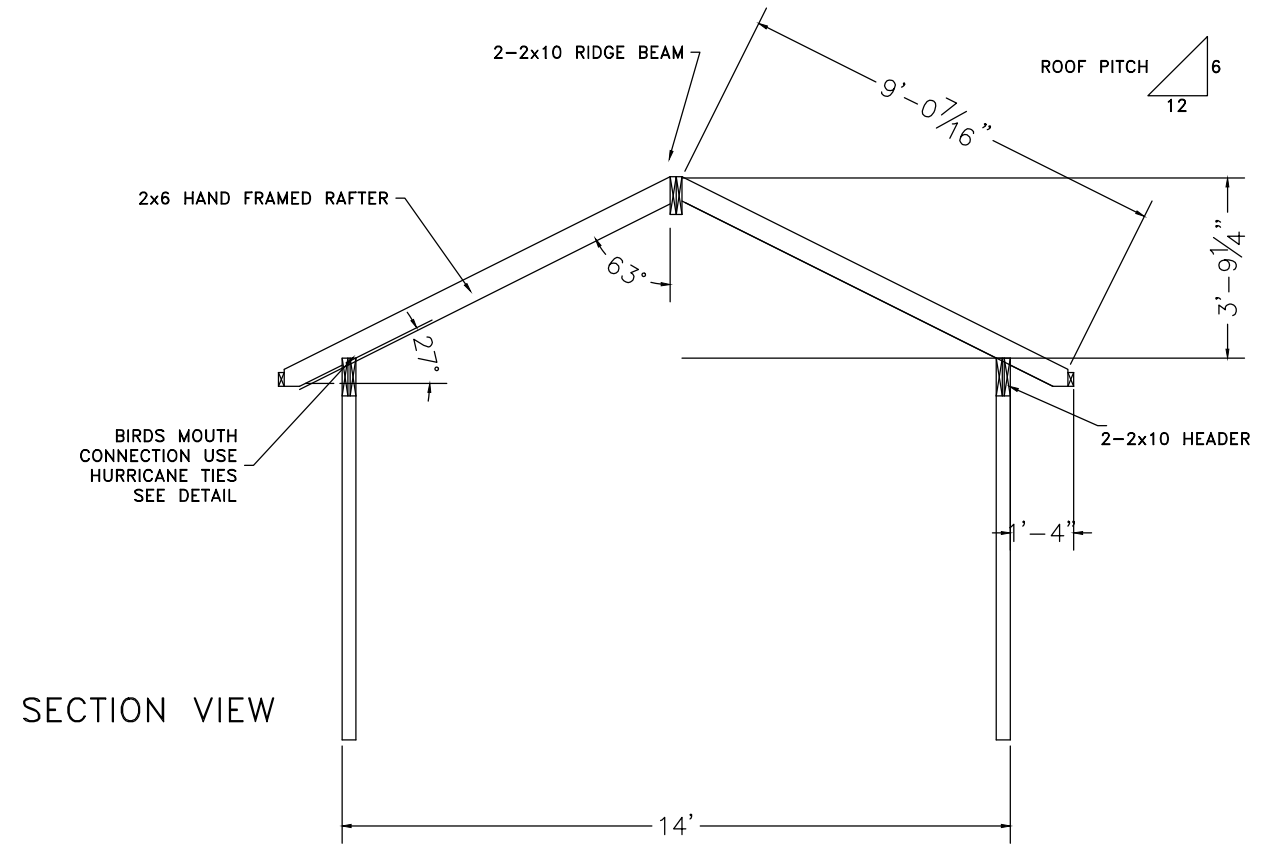 2-2x10 RIDGE BEAM
ROOF PITCH
6
12
9'-0 7/16"
2x6 HAND FRAMED RAFTER
63°
3'-9 1/4"
27°
BIRDS MOUTH
CONNECTION USE
HURRICANE TIES
SEE DETAIL
2-2x10 HEADER
1'-4"
SECTION VIEW
14'